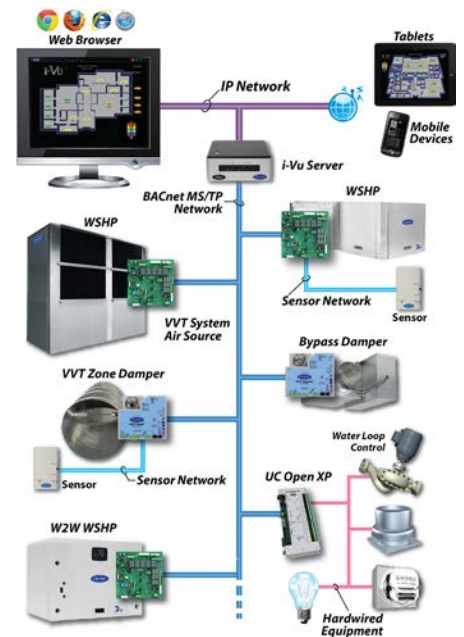 Web Browser
Tablets
i-Vu
IP Network
Mobile
Devices
i-Vu Server
BACnet MS/TP
Network
WSHP
WSHP
Sensor Network
Sensor
VVT System
Air Source
Bypass Damper
VVT Zone Damper
Water Loop
Control
Sensor
Sensor Network
UC Open XP
W2W WSHP
Hardwired
Equipment